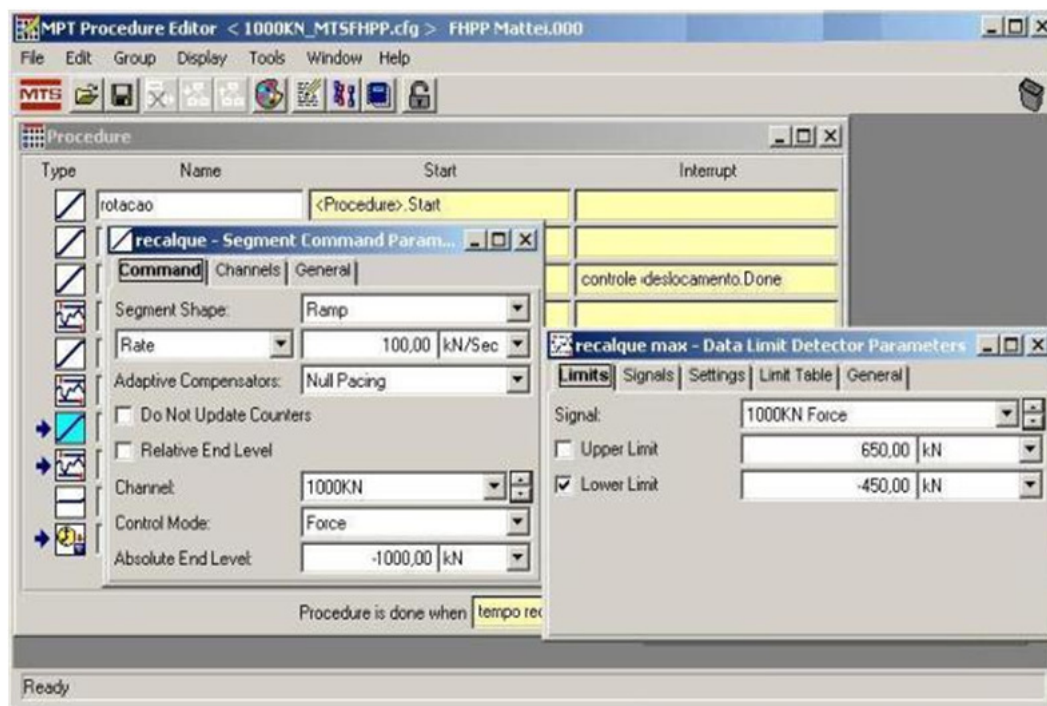 MPT Procedure Editor < 1000KN_MTSFHPP.cfg > FHPP Mattei.000
File Edit Group Display Tools Window Help
MTS
Procedure
Type Name Start Interrupt
rotacao <Procedure>.Start
recalque - Segment Command Param...
Command Channels General
controle deslocamento.Done
Segment Shape: Ramp
Rate 100,00 kN/Sec
Adaptive Compensators: Null Pacing
Do Not Update Counters
Relative End Level
Channel: 1000KN
Control Mode: Force
Absolute End Level: -1000,00 kN
recalque max - Data Limit Detector Parameters
Limits Signals Settings Limit Table General
Signal: 1000KN Force
Upper Limit 650,00 kN
Lower Limit -450,00 kN
Procedure is done when tempo rec
Ready